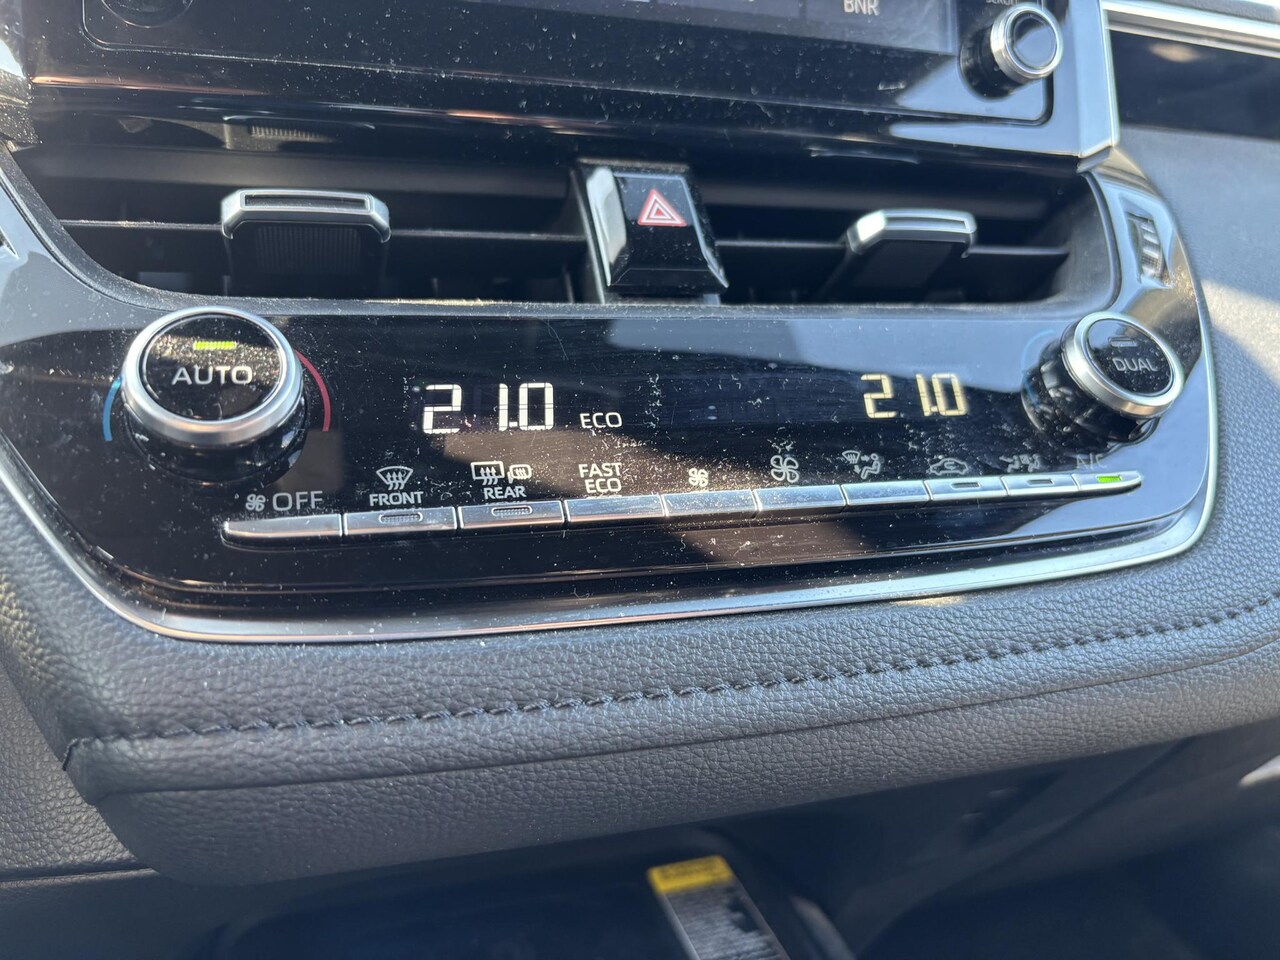 BNR
AUTO
21.0 ECO
21.0
DUAL
OFF
FRONT
REAR
FAST
ECO
A/C